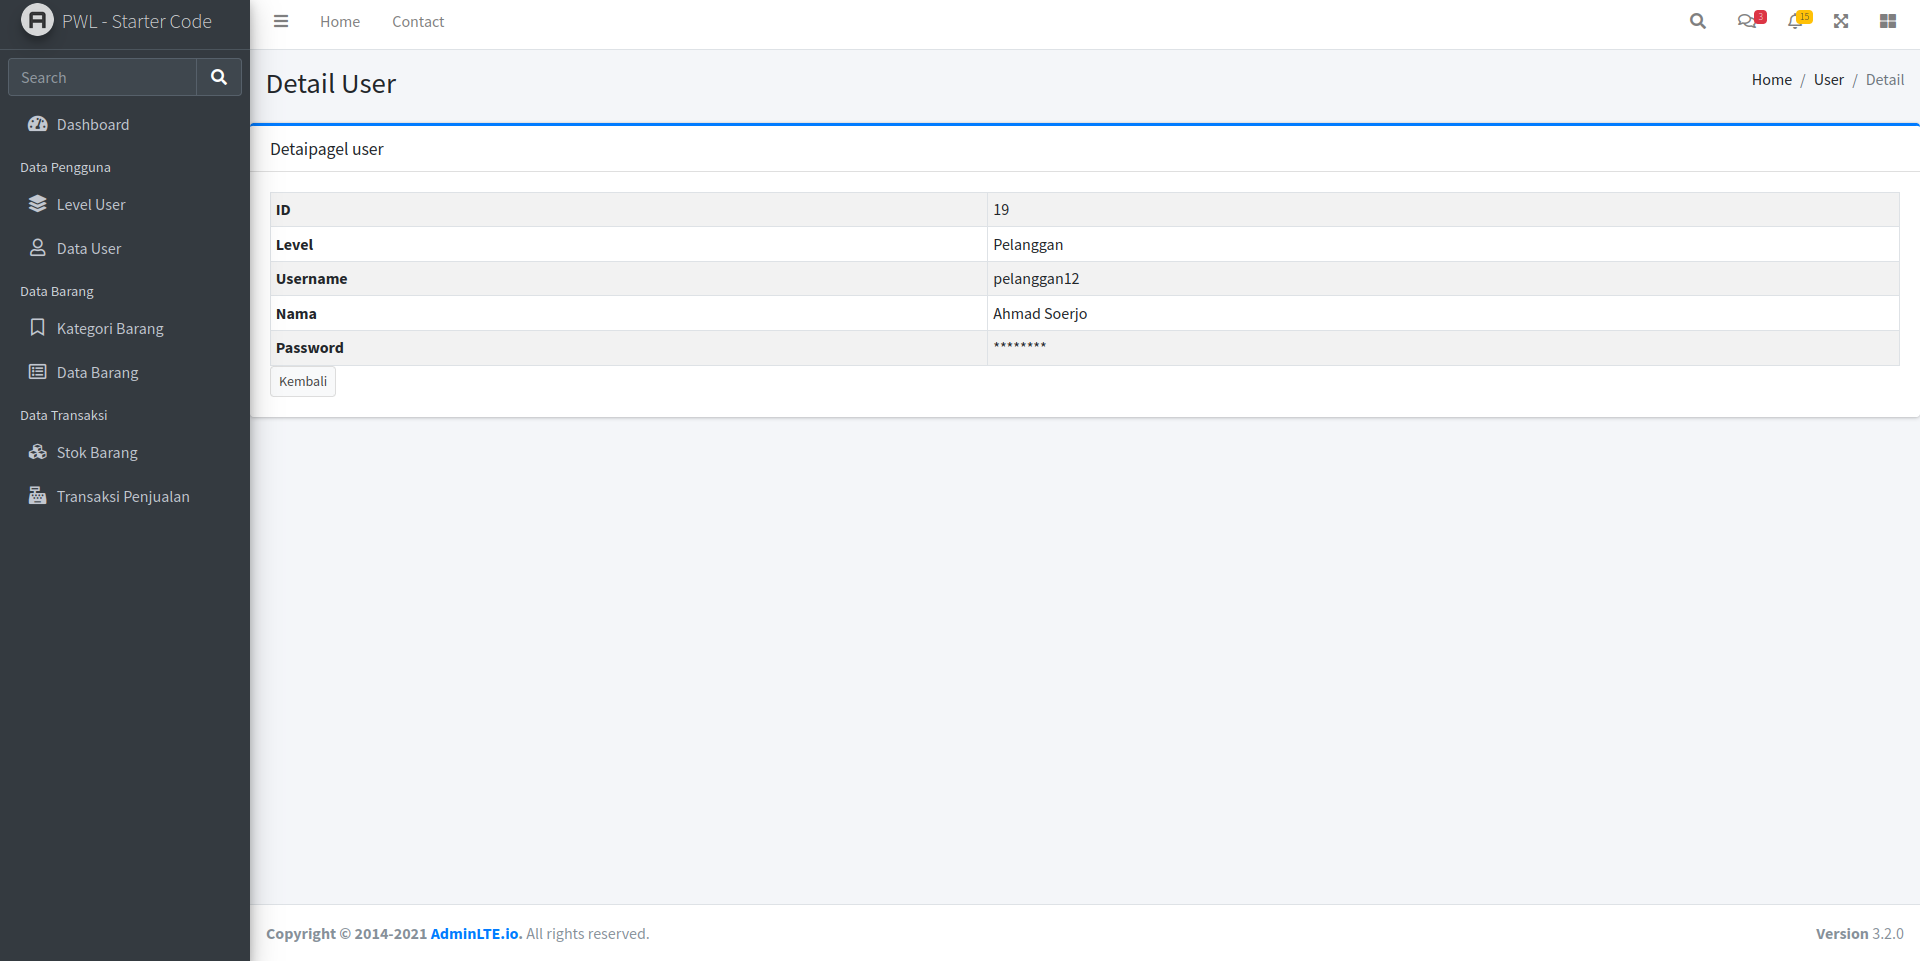 PWL - Starter Code
Home
Contact
3
15
Search
Dashboard
Data Pengguna
Level User
Data User
Data Barang
Kategori Barang
Data Barang
Data Transaksi
Stok Barang
Transaksi Penjualan
Detail User
Home / User / Detail
Detaipagel user
ID 19
Level Pelanggan
Username pelanggan12
Nama Ahmad Soerjo
Password ********
Kembali
Copyright © 2014-2021 AdminLTE.io. All rights reserved.
Version 3.2.0